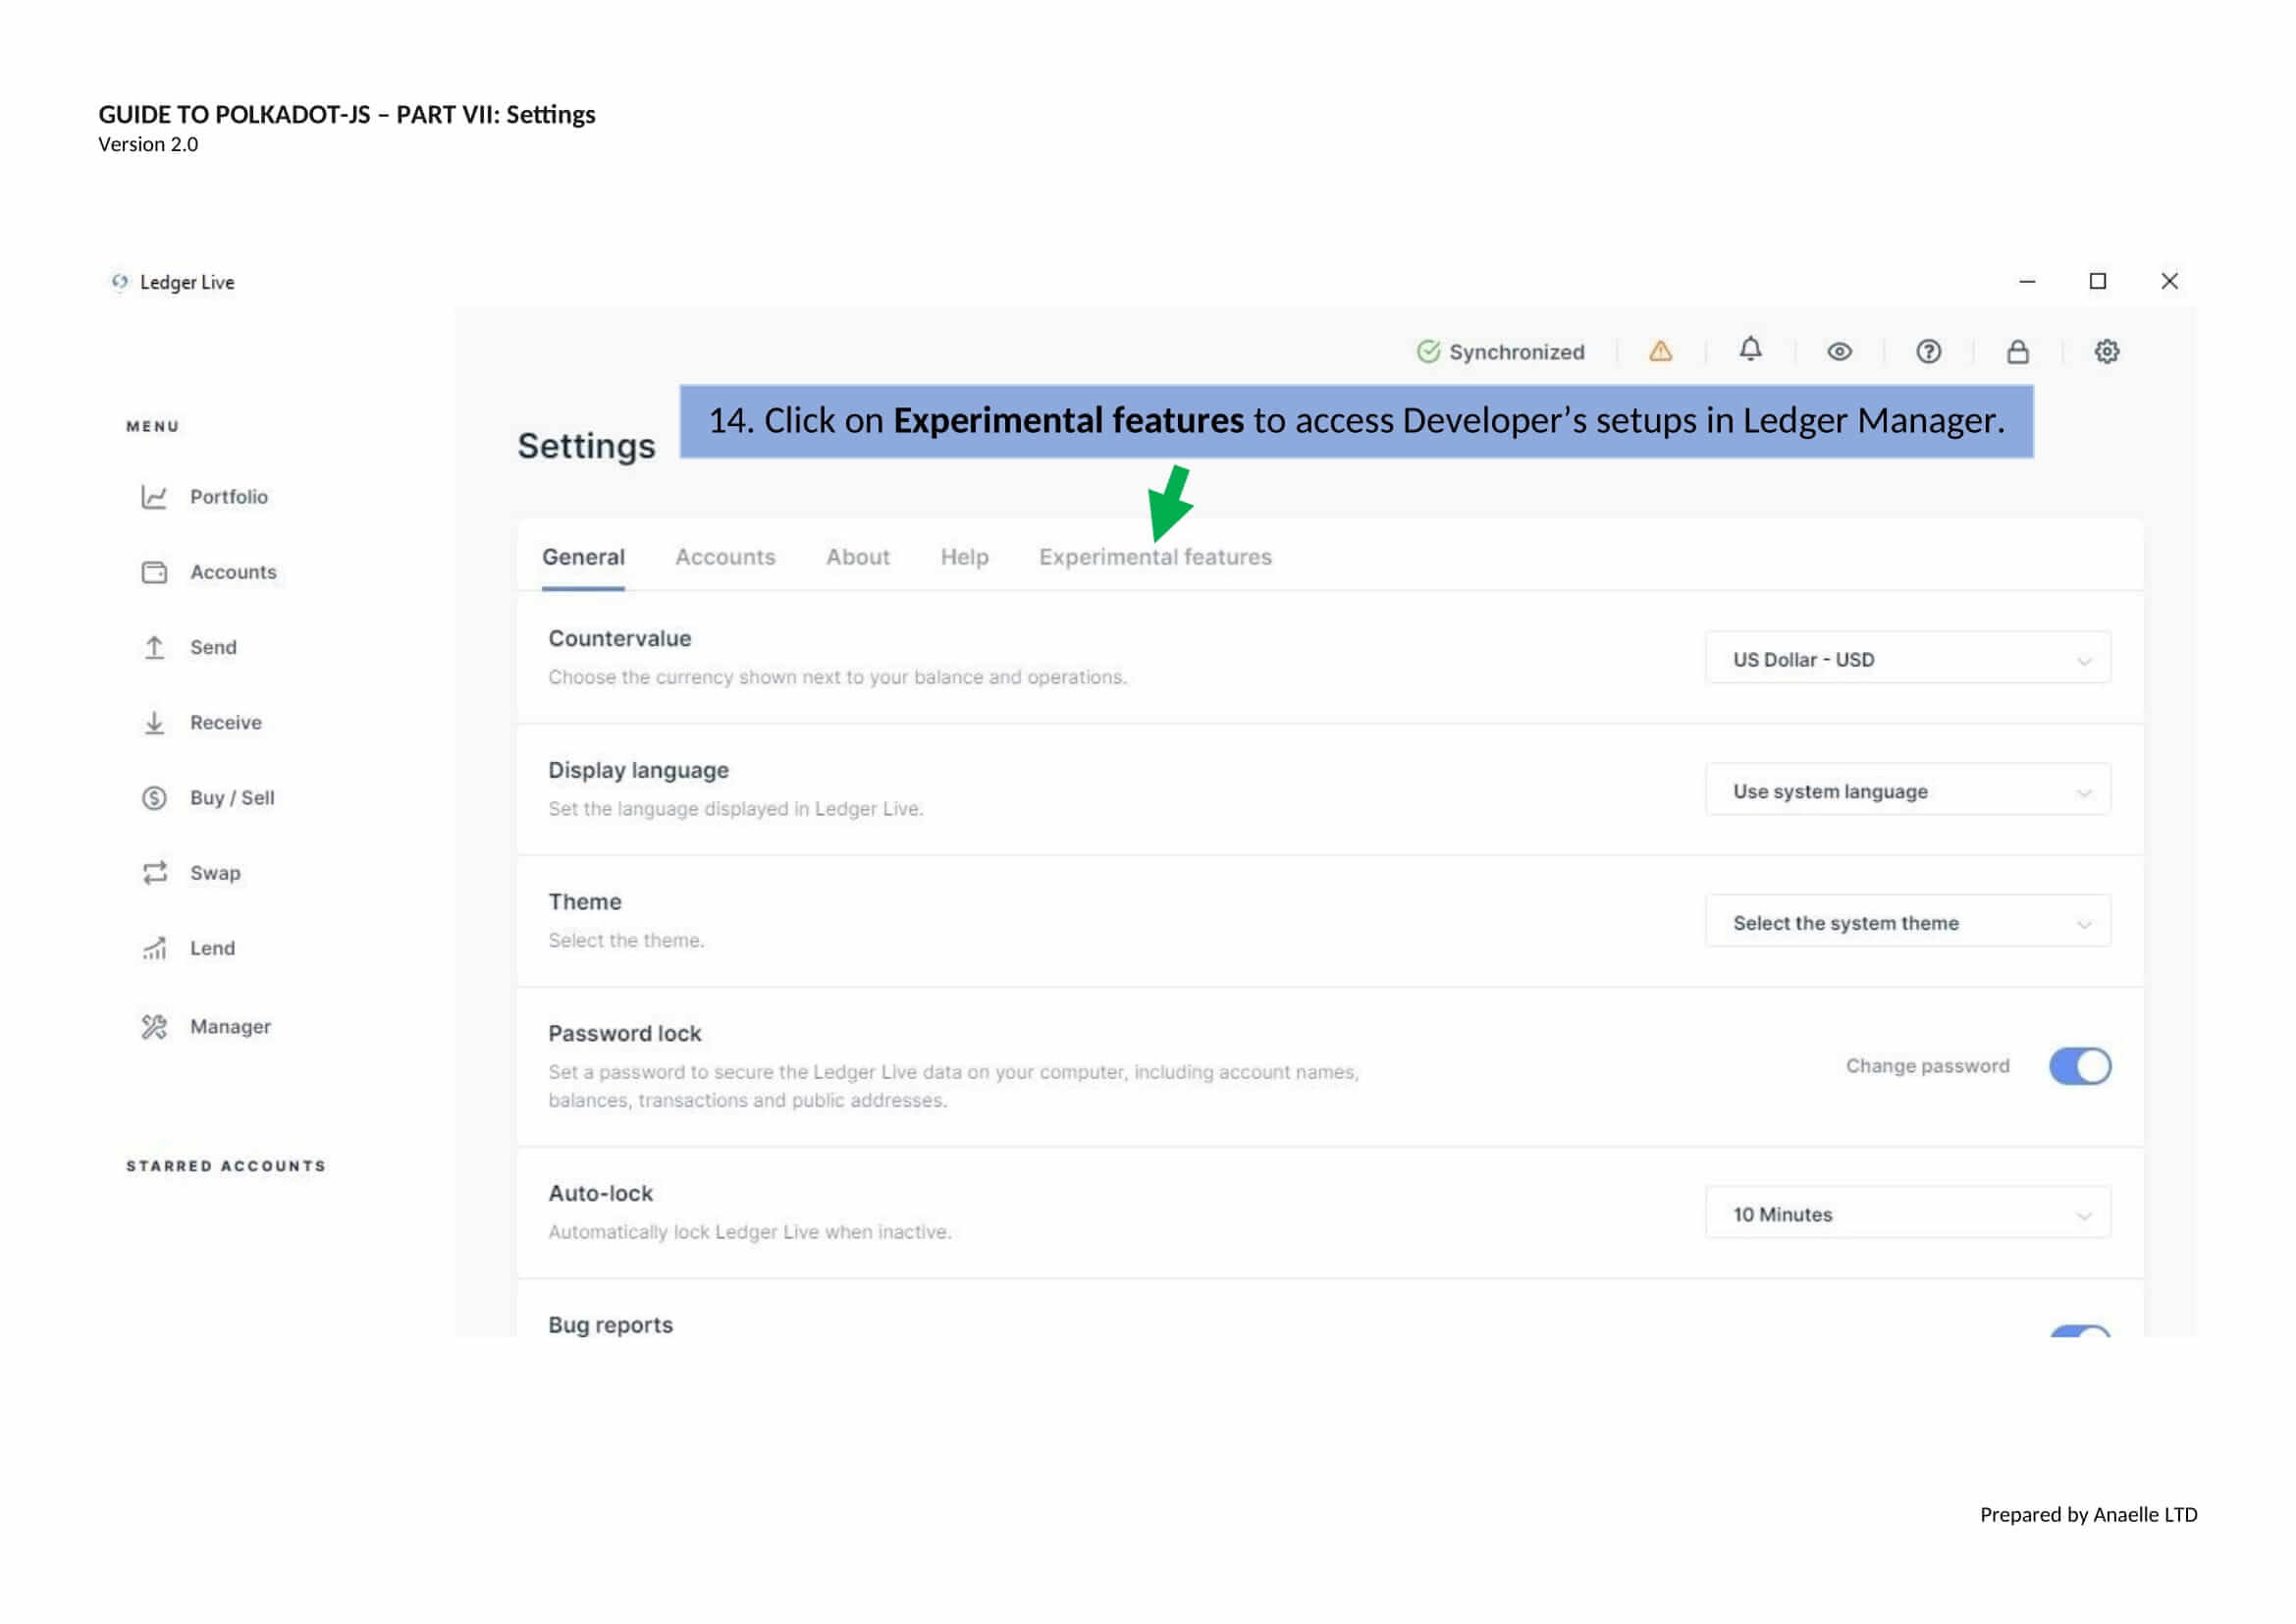 GUIDE TO POLKADOT-JS – PART VII: Settings
Version 2.0
Ledger Live
Synchronized
14. Click on Experimental features to access Developer’s setups in Ledger Manager.
MENU
Settings
Portfolio
Accounts
Send
Receive
Buy / Sell
Swap
Lend
Manager
STARRED ACCOUNTS
General Accounts About Help Experimental features
Countervalue
Choose the currency shown next to your balance and operations.
US Dollar - USD
Display language
Set the language displayed in Ledger Live.
Use system language
Theme
Select the theme.
Select the system theme
Password lock
Set a password to secure the Ledger Live data on your computer, including account names,
balances, transactions and public addresses.
Change password
Auto-lock
Automatically lock Ledger Live when inactive.
10 Minutes
Bug reports
Prepared by Anaelle LTD